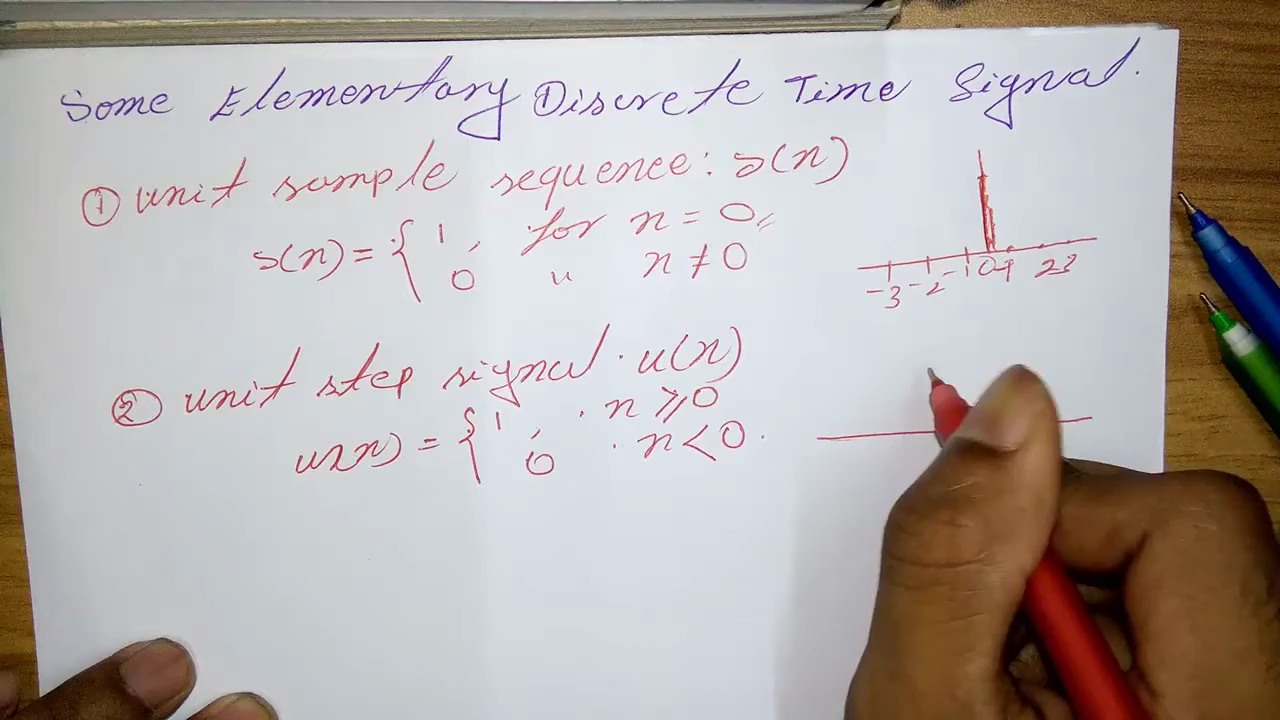 Some Elementary Discrete Time Signal.
① unit sample sequence: δ(n)
δ(n) = { 1, for n = 0,
0 " n ≠ 0
-3 -2 -1 0 1 2 3
② unit step signal. u(n)
u(n) = { 1, . n ≥ 0
0 . n < 0.